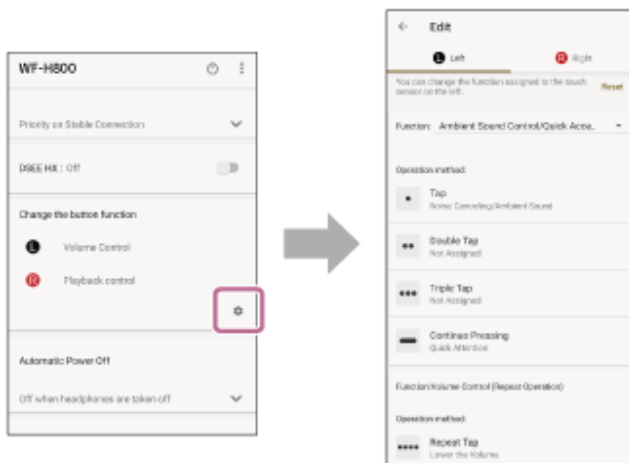 WF-H800
Priority on Stable Connection
DSEE HX : Off
Change the button function
L Volume Control
R Playback control
Automatic Power Off
Off when headphones are taken off
Edit
L Left
R Right
You can change the function assigned to the touch
sensor on the left.
Reset
Function: Ambient Sound Control/Quick Acce..
Operation method:
Tap
Noise Canceling/Ambient Sound
Double Tap
Not Assigned
Triple Tap
Not Assigned
Continue Pressing
Quick Attention
Function:Volume Control (Repeat Operation)
Operation method:
Repeat Tap
Lower the Volume